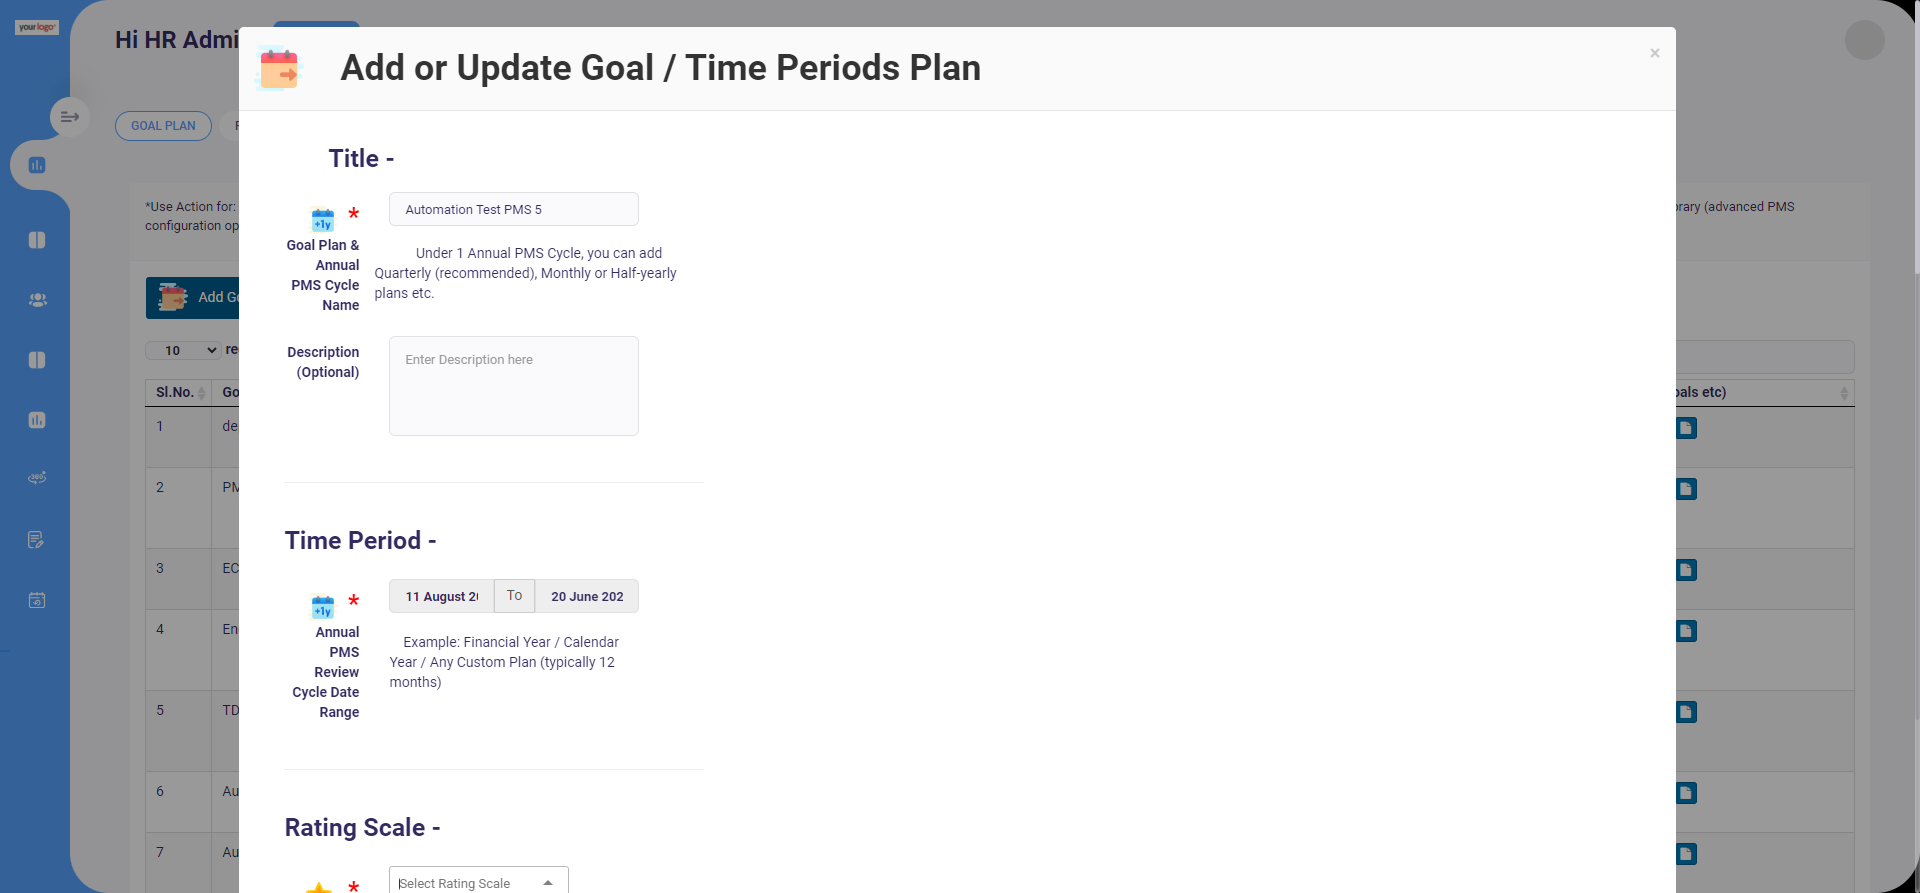 your logo
Hi HR Admi
Add or Update Goal / Time Periods Plan
×
GOAL PLAN
Title -
*Use Action for:
configuration op
brary (advanced PMS
*
Automation Test PMS 5
+1y
Goal Plan &
Annual
PMS Cycle
Name
Under 1 Annual PMS Cycle, you can add
Quarterly (recommended), Monthly or Half-yearly
plans etc.
Add Go
10
re
Description
(Optional)
Enter Description here
Sl.No.
Go
oals etc)
1
de
2
PM
3
EC
4
En
5
TD
6
Au
7
Au
360
Time Period -
*
+1y
11 August 20
To
20 June 202
Annual
PMS
Review
Cycle Date
Range
Example: Financial Year / Calendar
Year / Any Custom Plan (typically 12
months)
Rating Scale -
*
Select Rating Scale